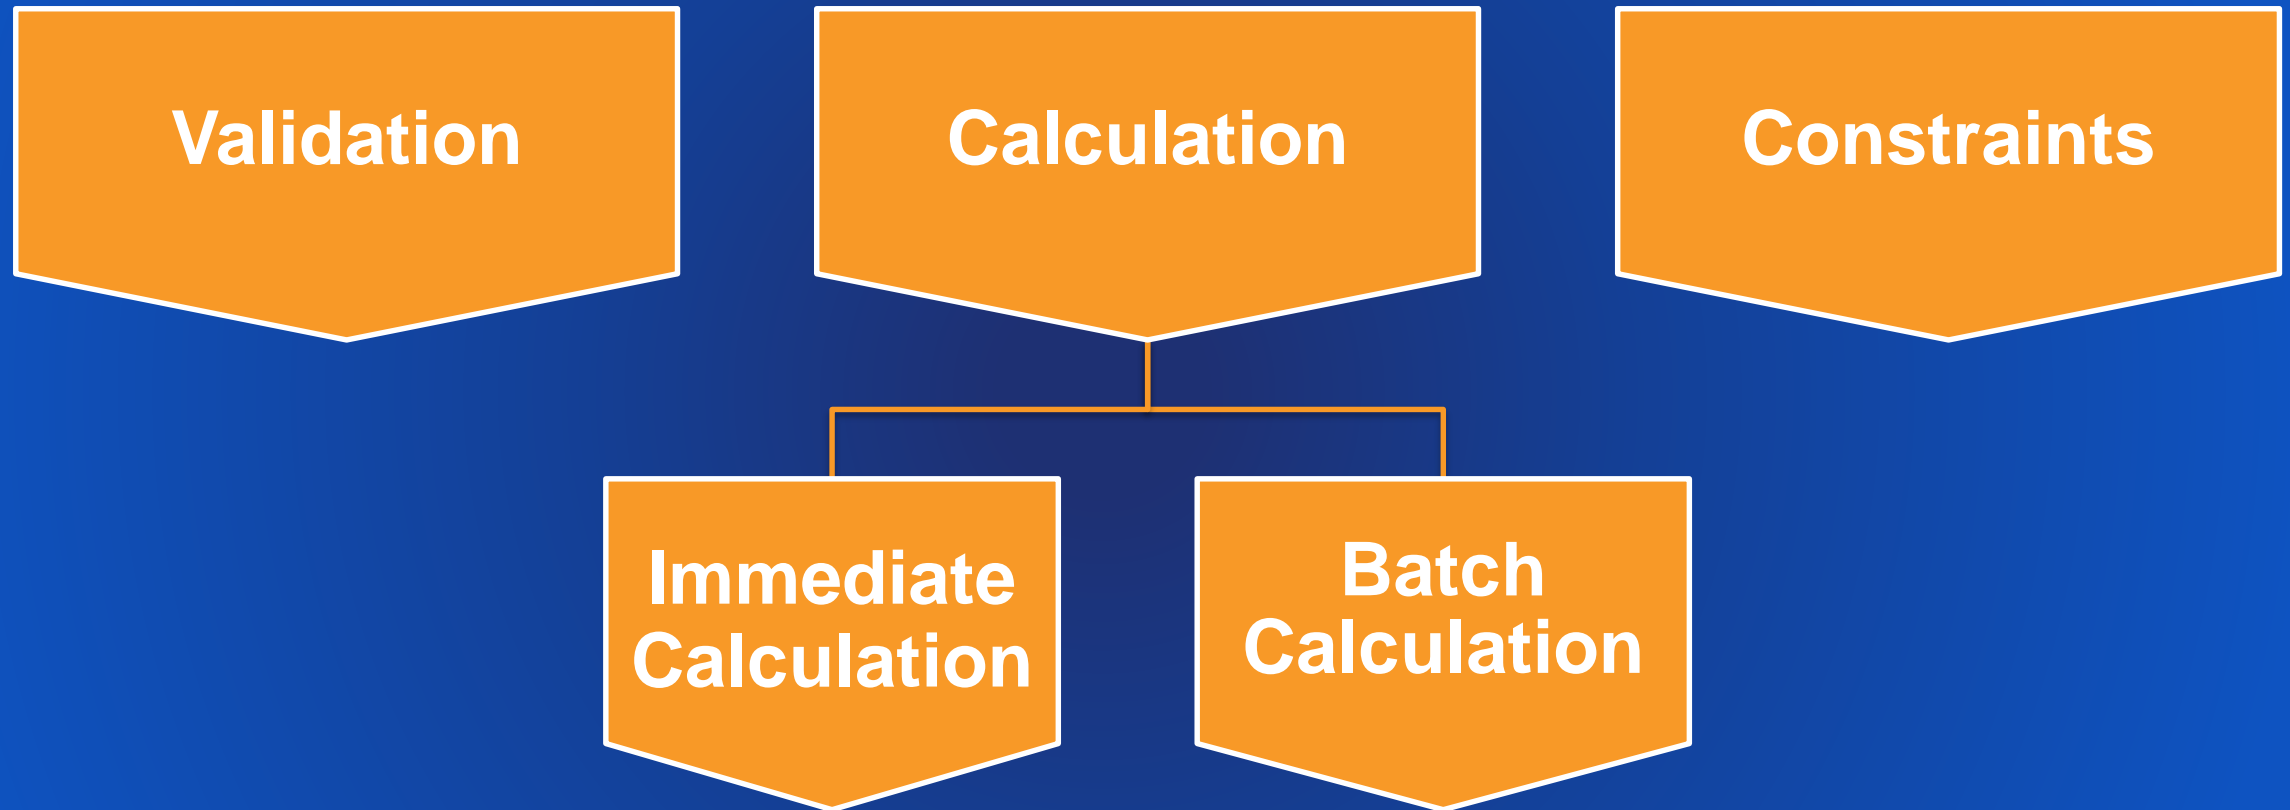 Validation
Calculation
Constraints
Immediate
Calculation
Batch
Calculation